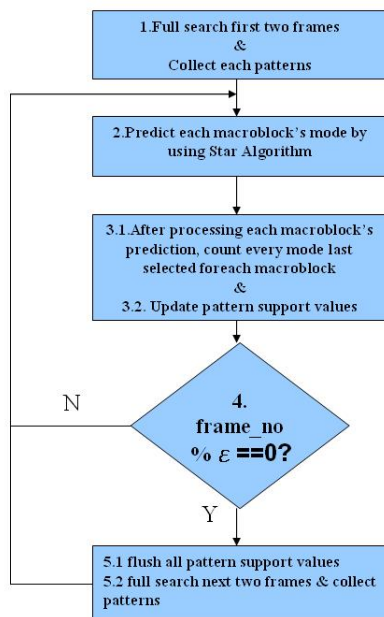 1.Full search first two frames
&
Collect each patterns
2.Predict each macroblock's mode by
using Star Algorithm
3.1.After processing each macroblock's
prediction, count every mode last
selected foreach macroblock
&
3.2. Update pattern support values
4.
frame_no
% ε ==0?
N
Y
5.1 flush all pattern support values
5.2 full search next two frames & collect
patterns